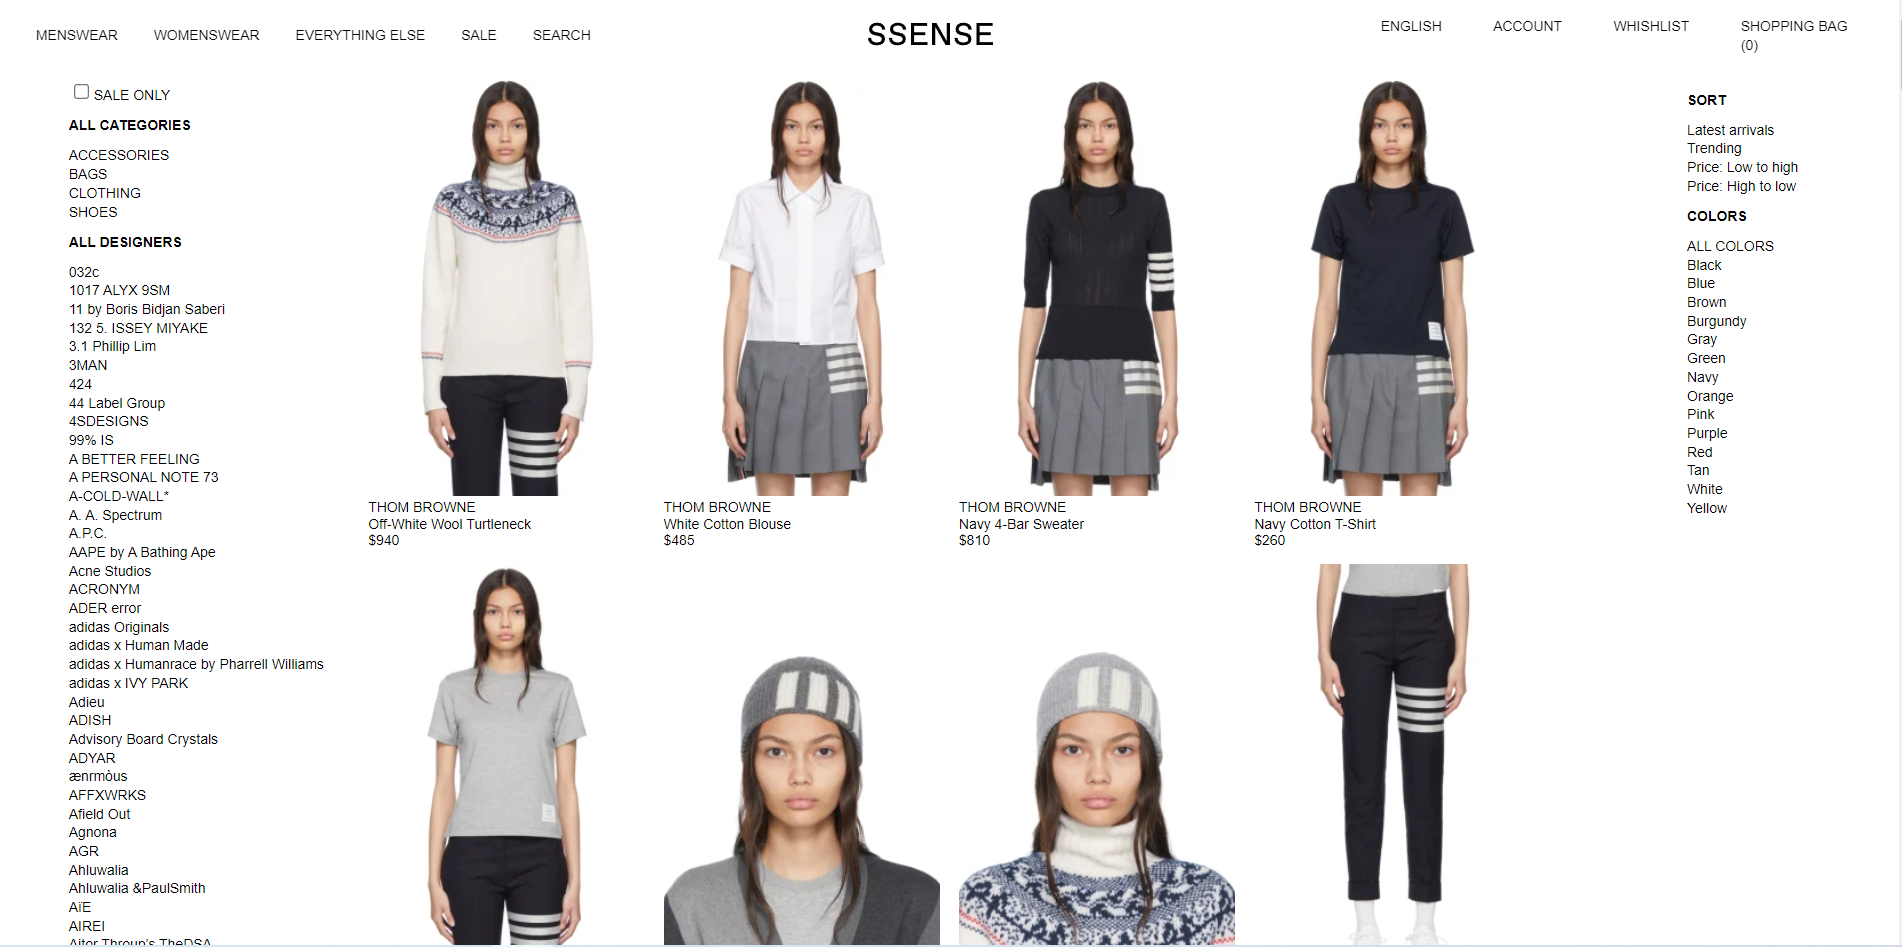 MENSWEAR
WOMENSWEAR
EVERYTHING ELSE
SALE
SEARCH
SSENSE
ENGLISH
ACCOUNT
WHISHLIST
SHOPPING BAG
(0)
SALE ONLY
ALL CATEGORIES
ACCESSORIES
BAGS
CLOTHING
SHOES
ALL DESIGNERS
032c
1017 ALYX 9SM
11 by Boris Bidjan Saberi
132 5. ISSEY MIYAKE
3.1 Phillip Lim
3MAN
424
44 Label Group
4SDESIGNS
99% IS
A BETTER FEELING
A PERSONAL NOTE 73
A-COLD-WALL*
A. A. Spectrum
A.P.C.
AAPE by A Bathing Ape
Acne Studios
ACRONYM
ADER error
adidas Originals
adidas x Human Made
adidas x Humanrace by Pharrell Williams
adidas x IVY PARK
Adieu
ADISH
Advisory Board Crystals
ADYAR
ænrmòus
AFFXWRKS
Afield Out
Agnona
AGR
Ahluwalia
Ahluwalia &PaulSmith
AïE
AIREI
Aitor Throup's TheDSA
THOM BROWNE
Off-White Wool Turtleneck
$940
THOM BROWNE
White Cotton Blouse
$485
THOM BROWNE
Navy 4-Bar Sweater
$810
THOM BROWNE
Navy Cotton T-Shirt
$260
SORT
Latest arrivals
Trending
Price: Low to high
Price: High to low
COLORS
ALL COLORS
Black
Blue
Brown
Burgundy
Gray
Green
Navy
Orange
Pink
Purple
Red
Tan
White
Yellow